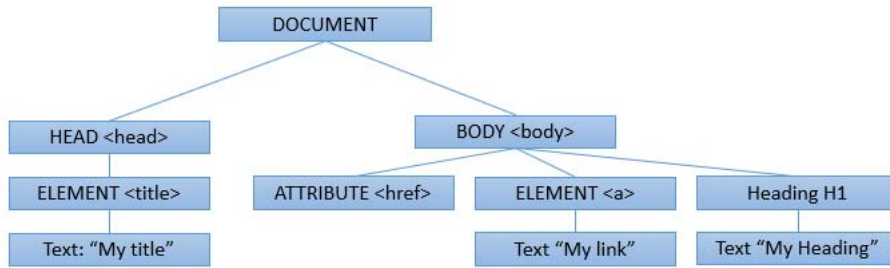 DOCUMENT
HEAD <head>
BODY <body>
ELEMENT <title>
ATTRIBUTE <href>
ELEMENT <a>
Heading H1
Text: “My title”
Text “My link”
Text “My Heading”